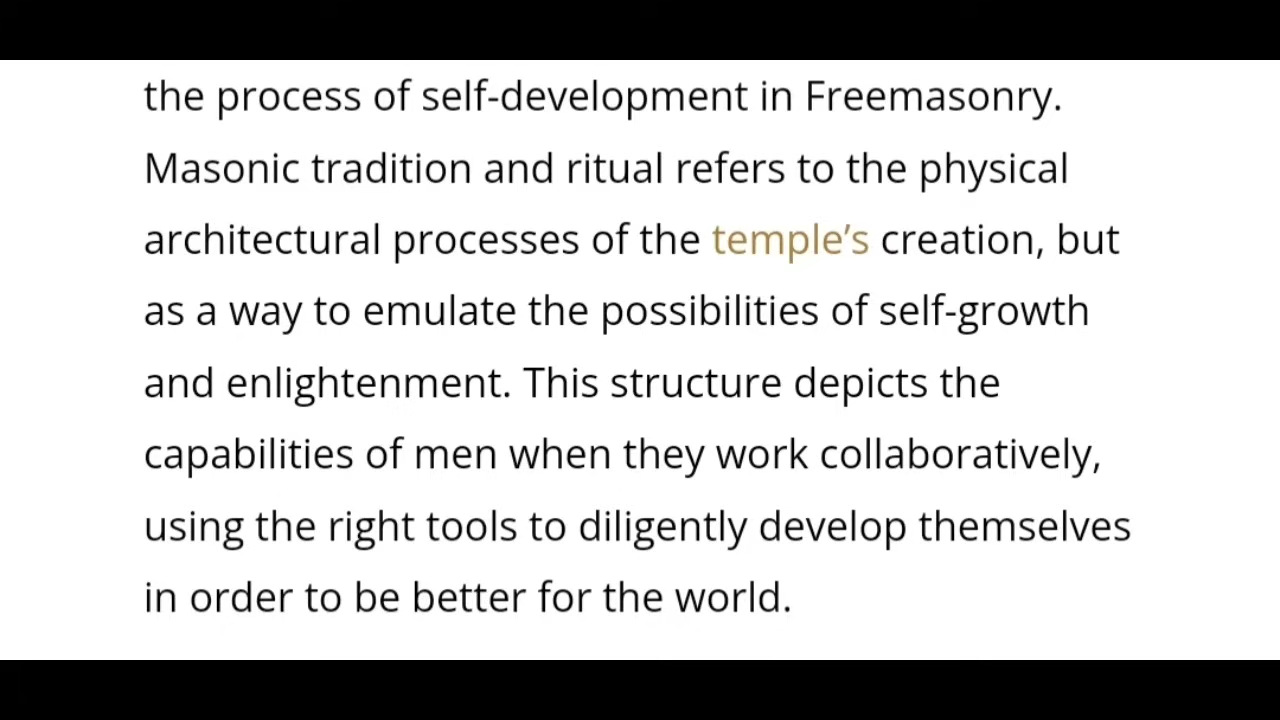 the process of self-development in Freemasonry.
Masonic tradition and ritual refers to the physical
architectural processes of the temple’s creation, but
as a way to emulate the possibilities of self-growth
and enlightenment. This structure depicts the
capabilities of men when they work collaboratively,
using the right tools to diligently develop themselves
in order to be better for the world.